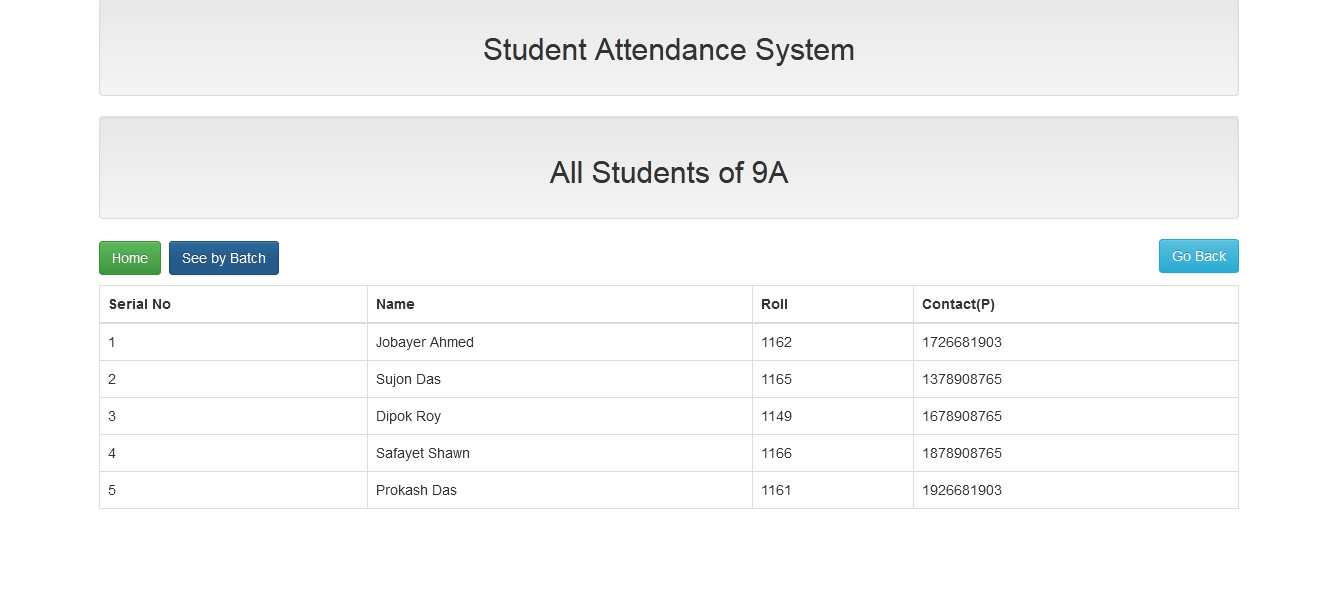 Student Attendance System
All Students of 9A
Home See by Batch Go Back
Serial No Name Roll Contact(P)
1 Jobayer Ahmed 1162 1726681903
2 Sujon Das 1165 1378908765
3 Dipok Roy 1149 1678908765
4 Safayet Shawn 1166 1878908765
5 Prokash Das 1161 1926681903